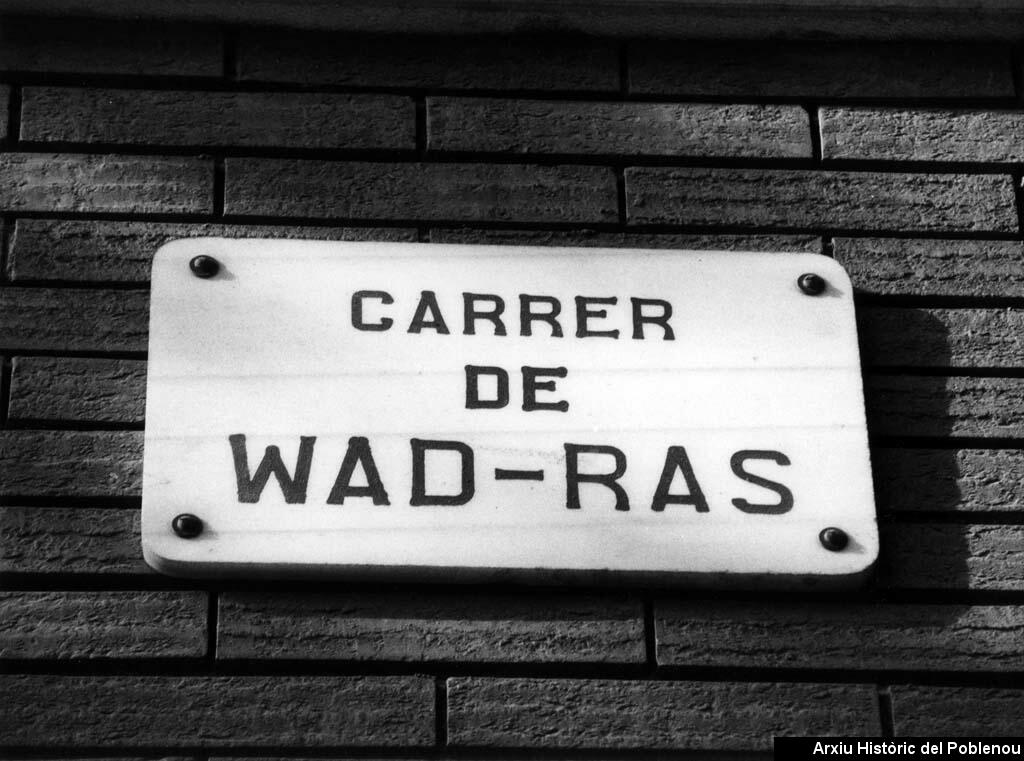 CARRER
DE
WAD-RAS
Arxiu Històric del Poblenou